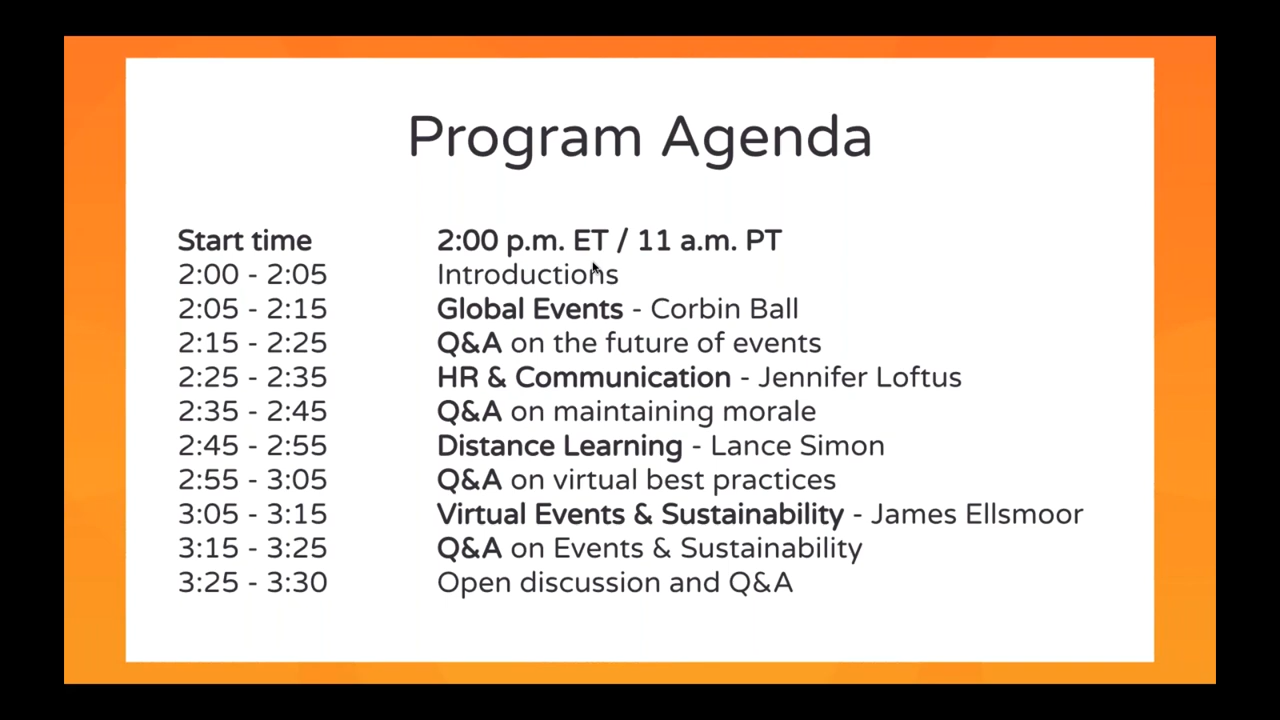 Program Agenda
Start time 2:00 p.m. ET / 11 a.m. PT
2:00 - 2:05 Introductions
2:05 - 2:15 Global Events - Corbin Ball
2:15 - 2:25 Q&A on the future of events
2:25 - 2:35 HR & Communication - Jennifer Loftus
2:35 - 2:45 Q&A on maintaining morale
2:45 - 2:55 Distance Learning - Lance Simon
2:55 - 3:05 Q&A on virtual best practices
3:05 - 3:15 Virtual Events & Sustainability - James Ellsmoor
3:15 - 3:25 Q&A on Events & Sustainability
3:25 - 3:30 Open discussion and Q&A